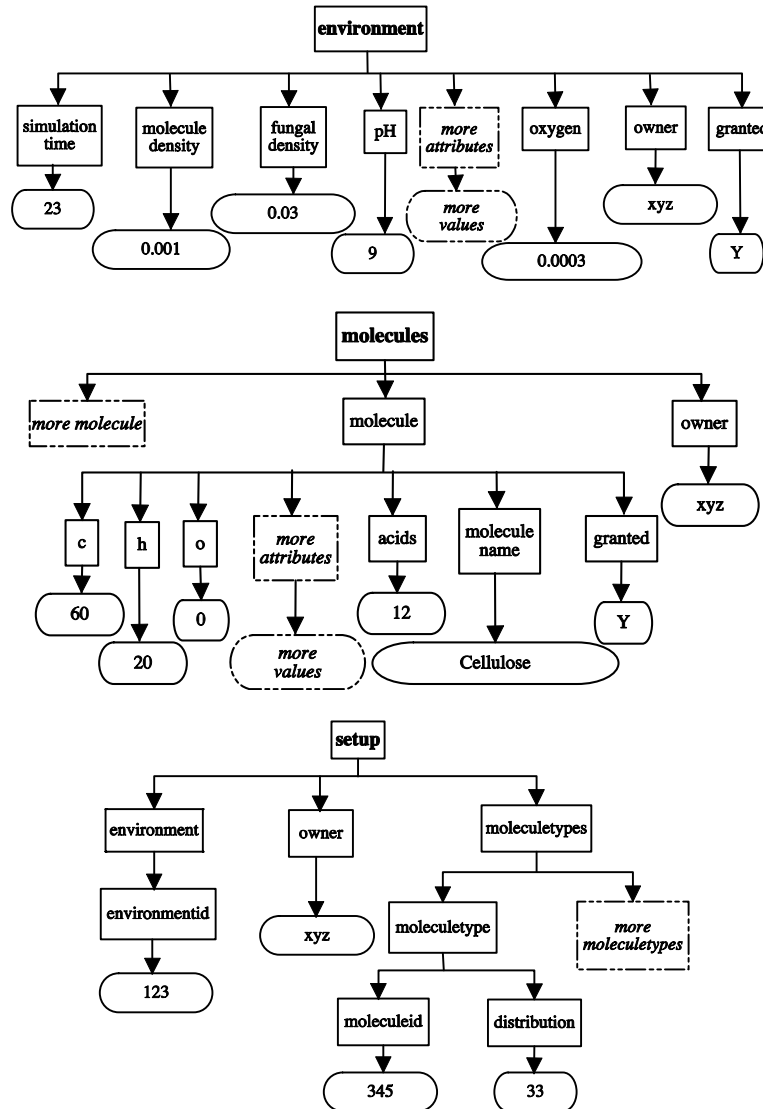 environment
simulation
time
molecule
density
fungal
density
pH
more
attributes
oxygen
owner
granted
23
0.001
0.03
9
more
values
0.0003
xyz
Y
molecules
more molecule
molecule
owner
xyz
c
h
o
more
attributes
acids
molecule
name
granted
60
20
0
more
values
12
Cellulose
Y
setup
environment
owner
moleculetypes
environmentid
xyz
moleculetype
more
moleculetypes
123
moleculeid
distribution
345
33